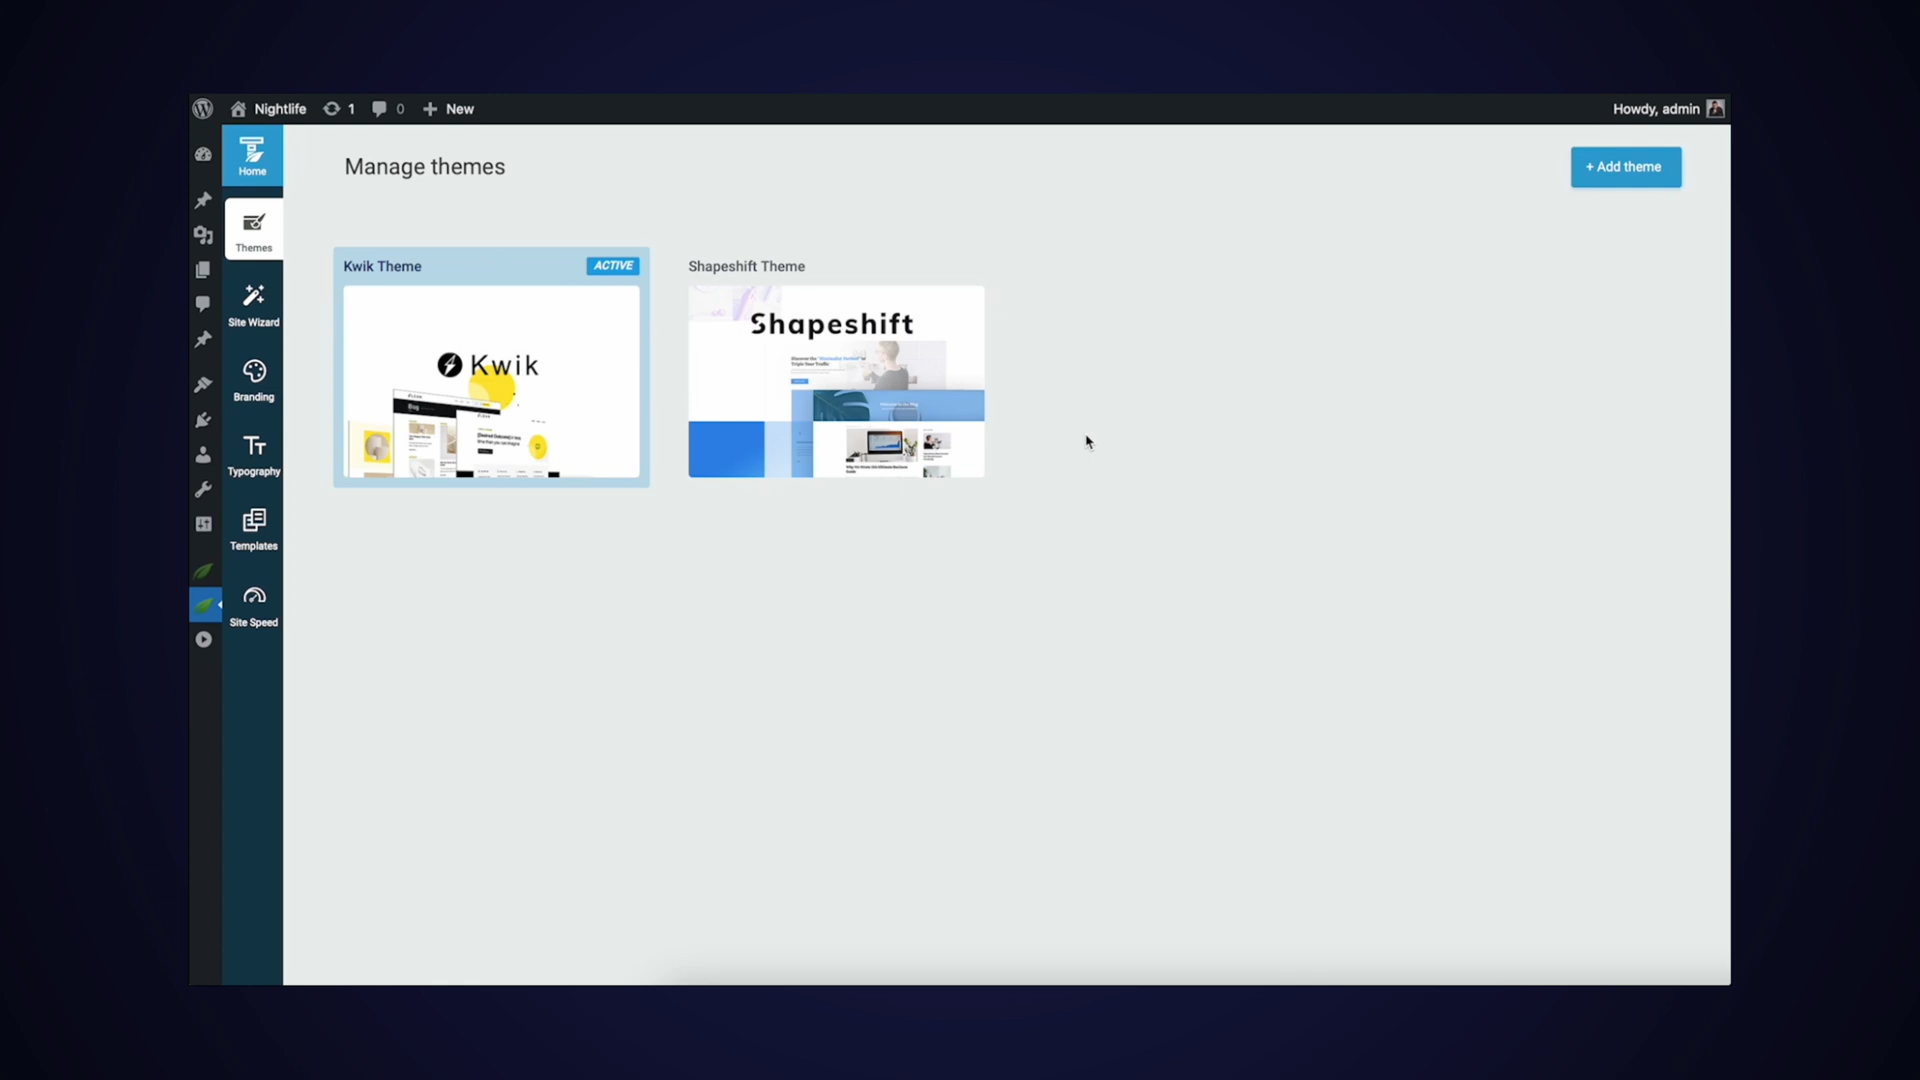 Nightlife 1 0 New Howdy, admin
Home
Themes
Site Wizard
Branding
Typography
Templates
Site Speed
Manage themes
+ Add theme
Kwik Theme ACTIVE
Kwik
Blog
Shapeshift Theme
Shapeshift